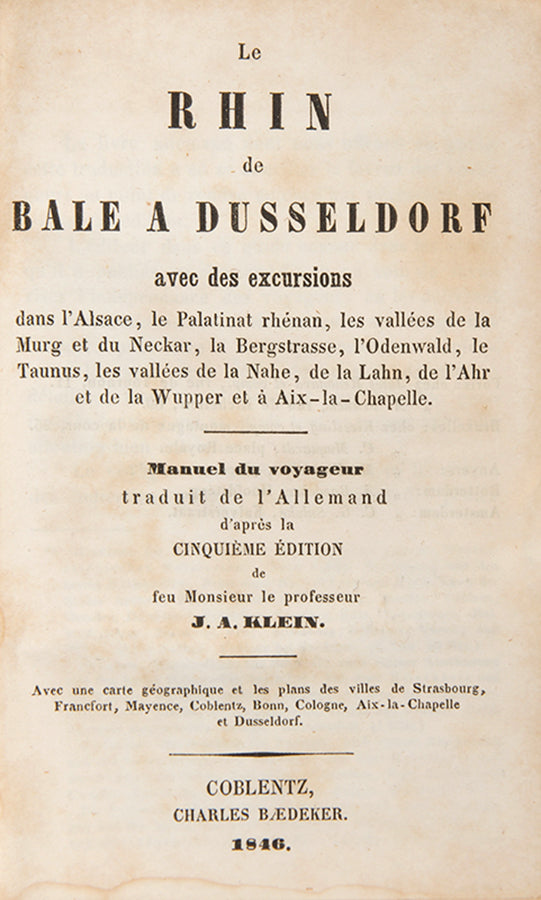 Le
RHIN
de
BALE A DUSSELDORF
avec des excursions
dans l'Alsace, le Palatinat rhénan, les vallées de la
Murg et du Neckar, la Bergstrasse, l'Odenwald, le
Taunus, les vallées de la Nahe, de la Lahn, de l'Ahr
et de la Wupper et à Aix-la-Chapelle.
Manuel du voyageur
traduit de l'Allemand
d'après la
CINQUIÈME ÉDITION
de
feu Monsieur le professeur
J. A. KLEIN.
Avec une carte géographique et les plans des villes de Strasbourg,
Francfort, Mayence, Coblentz, Bonn, Cologne, Aix-la-Chapelle
et Dusseldorf.
COBLENTZ,
CHARLES BÆDEKER.
1846.